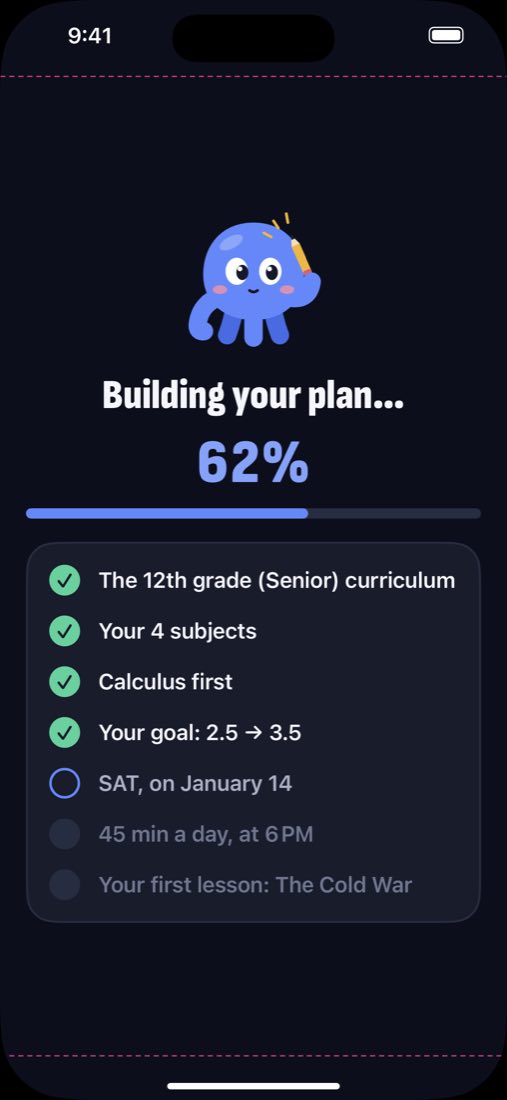 9:41
Building your plan...
62%
The 12th grade (Senior) curriculum
Your 4 subjects
Calculus first
Your goal: 2.5 → 3.5
SAT, on January 14
45 min a day, at 6 PM
Your first lesson: The Cold War